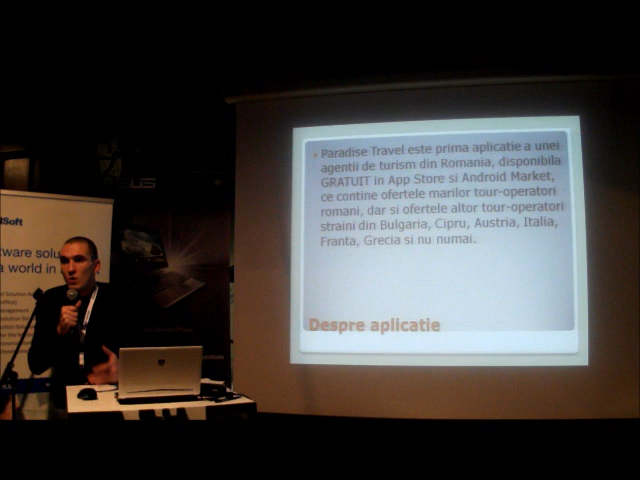 Paradise Travel este prima aplicatie a unei
agentii de turism din Romania, disponibila
GRATUIT in App Store si Android Market,
ce contine ofertele marilor tour-operatori
romani, dar si ofertele altor tour-operatori
straini din Bulgaria, Cipru, Austria, Italia,
Franta, Grecia si nu numai.
Despre aplicatie
Soft
tware solu
a world in